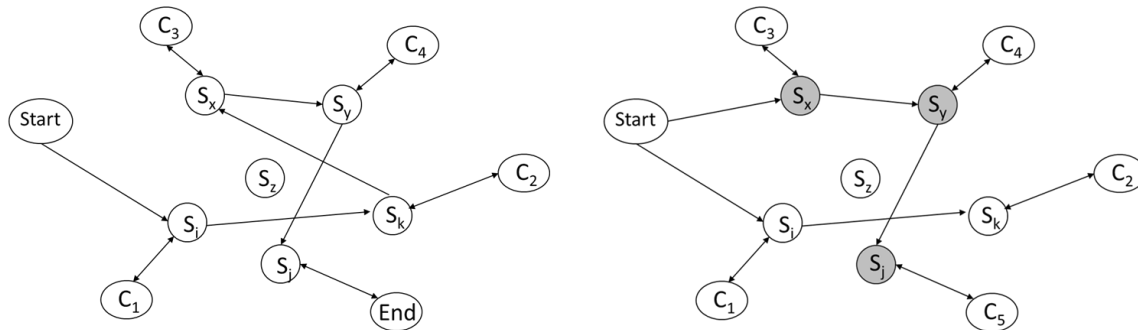 C3
C4
Sx
Sy
Start
Sz
C2
Si
Sk
Sj
C1
End
C3
C4
Sx
Sy
Start
Sz
C2
Si
Sk
Sj
C1
C5